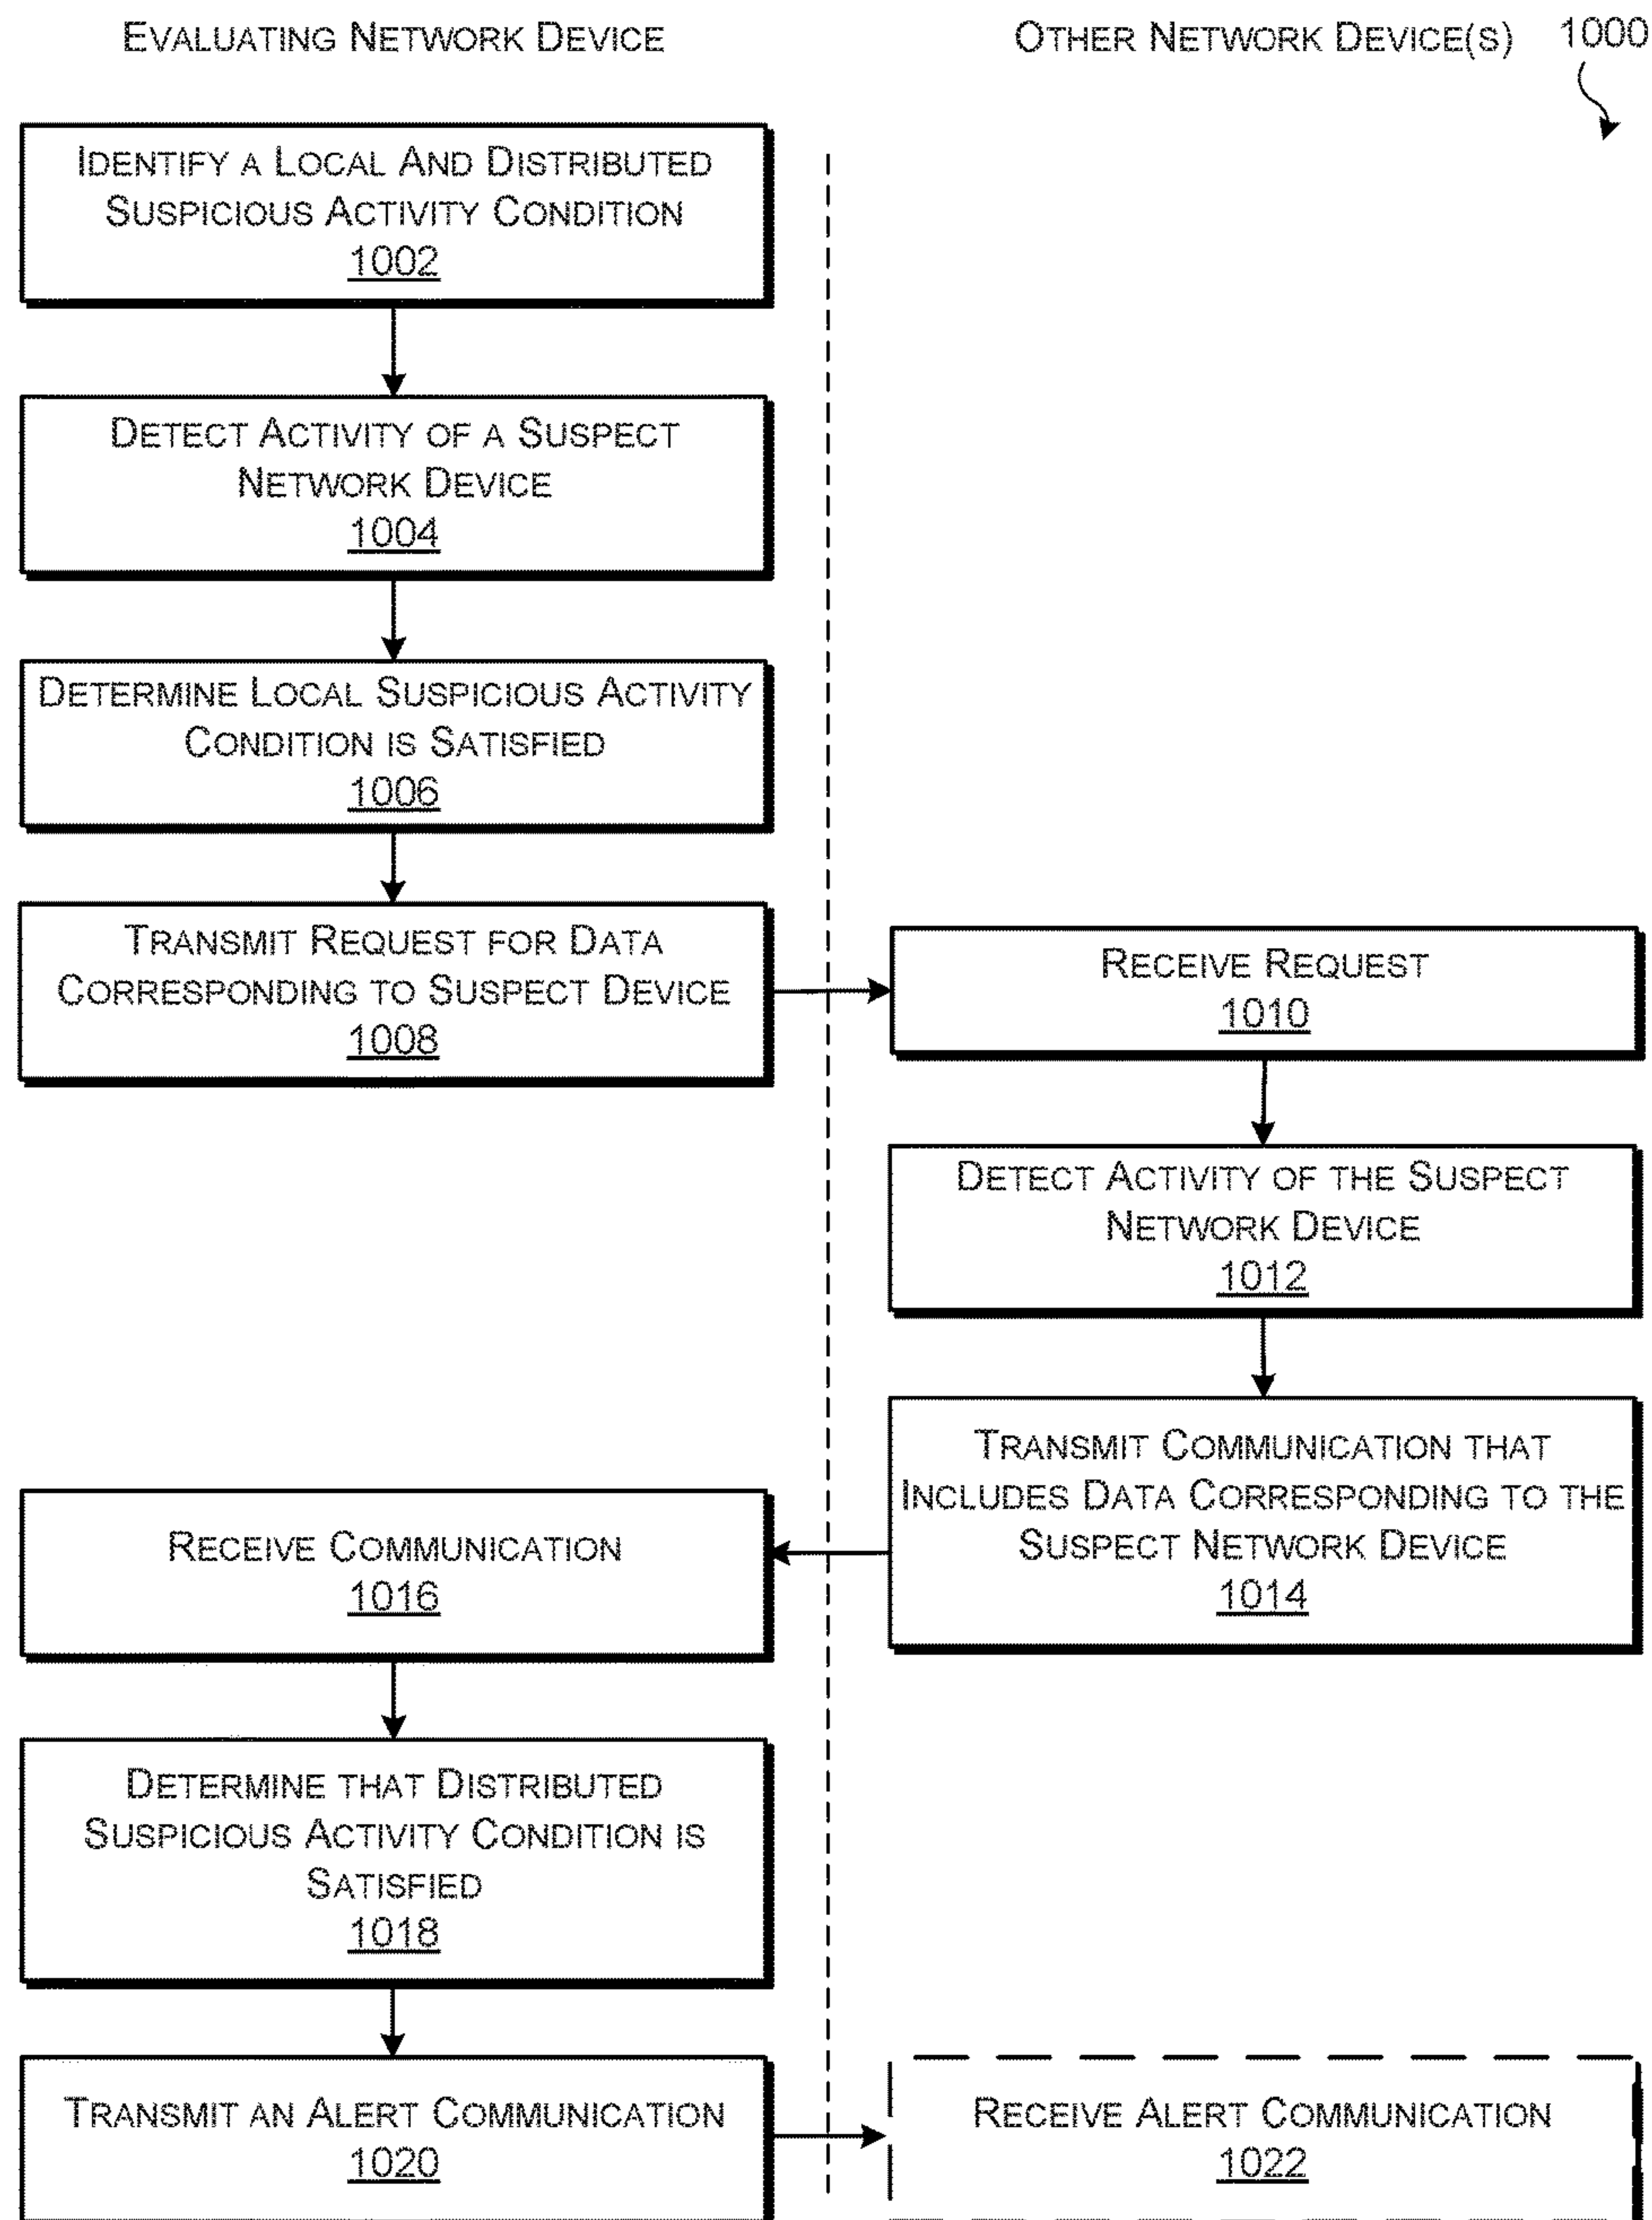 EVALUATING NETWORK DEVICE
OTHER NETWORK DEVICE(S)
1000
IDENTIFY A LOCAL AND DISTRIBUTED
SUSPICIOUS ACTIVITY CONDITION
1002
DETECT ACTIVITY OF A SUSPECT
NETWORK DEVICE
1004
DETERMINE LOCAL SUSPICIOUS ACTIVITY
CONDITION IS SATISFIED
1006
TRANSMIT REQUEST FOR DATA
CORRESPONDING TO SUSPECT DEVICE
1008
RECEIVE REQUEST
1010
DETECT ACTIVITY OF THE SUSPECT
NETWORK DEVICE
1012
TRANSMIT COMMUNICATION THAT
INCLUDES DATA CORRESPONDING TO THE
SUSPECT NETWORK DEVICE
1014
RECEIVE COMMUNICATION
1016
DETERMINE THAT DISTRIBUTED
SUSPICIOUS ACTIVITY CONDITION IS
SATISFIED
1018
TRANSMIT AN ALERT COMMUNICATION
1020
RECEIVE ALERT COMMUNICATION
1022